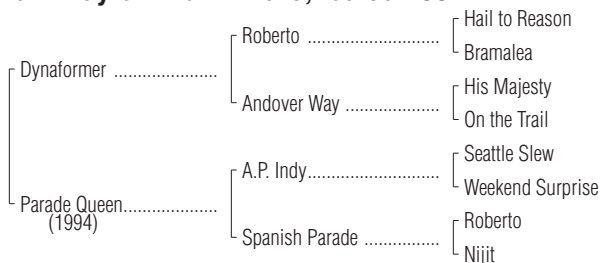 Dynaformer ......................
Parade Queen....................
(1994)
Roberto ......................
Andover Way ....................
A.P. Indy......................
Spanish Parade ................
Hail to Reason
Bramalea
His Majesty
On the Trail
Seattle Slew
Weekend Surprise
Roberto
Nijit